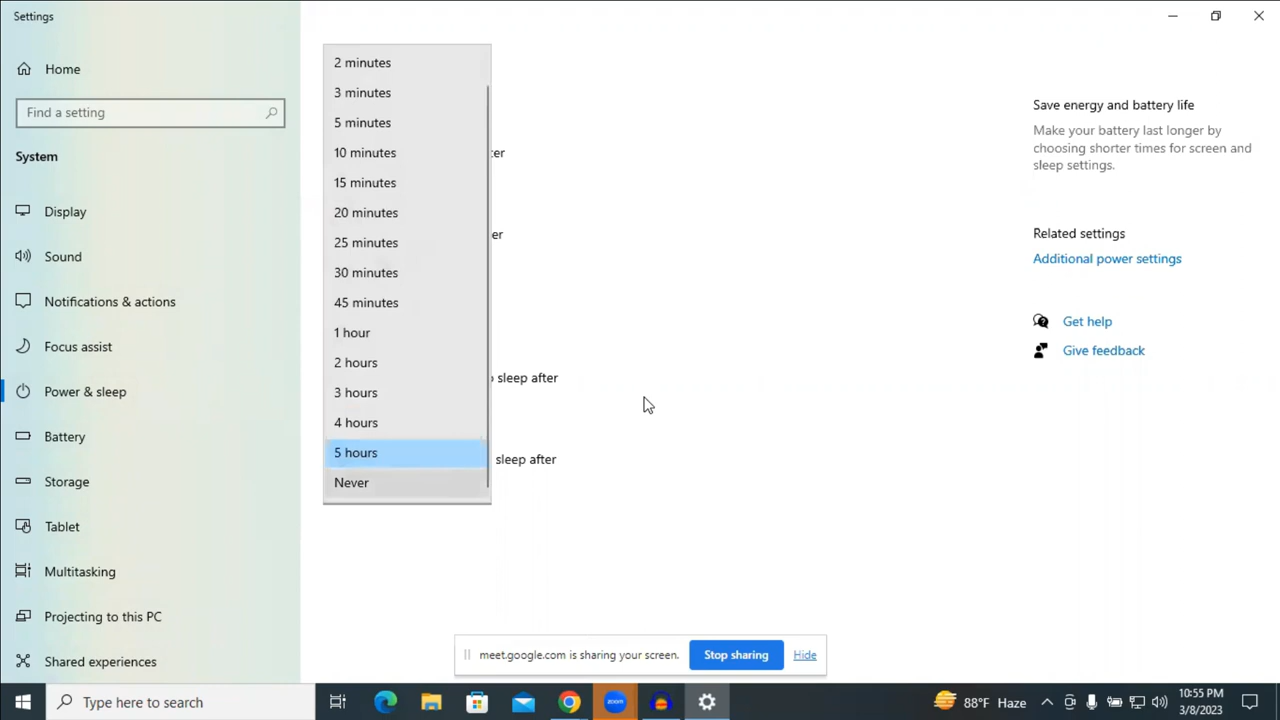 Settings
Home
Find a setting
System
Display
Sound
Notifications & actions
Focus assist
Power & sleep
Battery
Storage
Tablet
Multitasking
Projecting to this PC
Shared experiences
2 minutes
3 minutes
5 minutes
10 minutes
15 minutes
20 minutes
25 minutes
30 minutes
45 minutes
1 hour
2 hours
3 hours
4 hours
5 hours
Never
sleep after
sleep after
Save energy and battery life
Make your battery last longer by
choosing shorter times for screen and
sleep settings.
Related settings
Additional power settings
Get help
Give feedback
meet.google.com is sharing your screen.
Stop sharing
Hide
Type here to search
88°F Haze
10:55 PM
3/8/2023